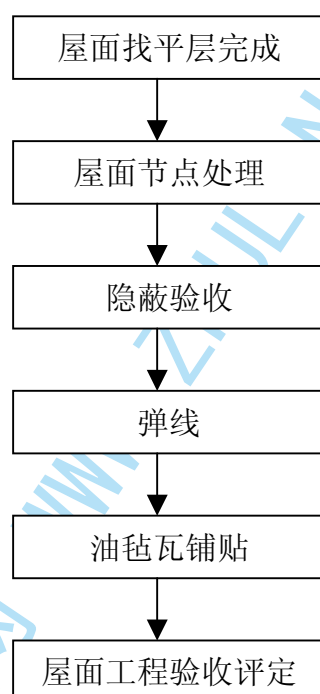 屋面找平层完成
屋面节点处理
隐蔽验收
弹线
油毡瓦铺贴
屋面工程验收评定